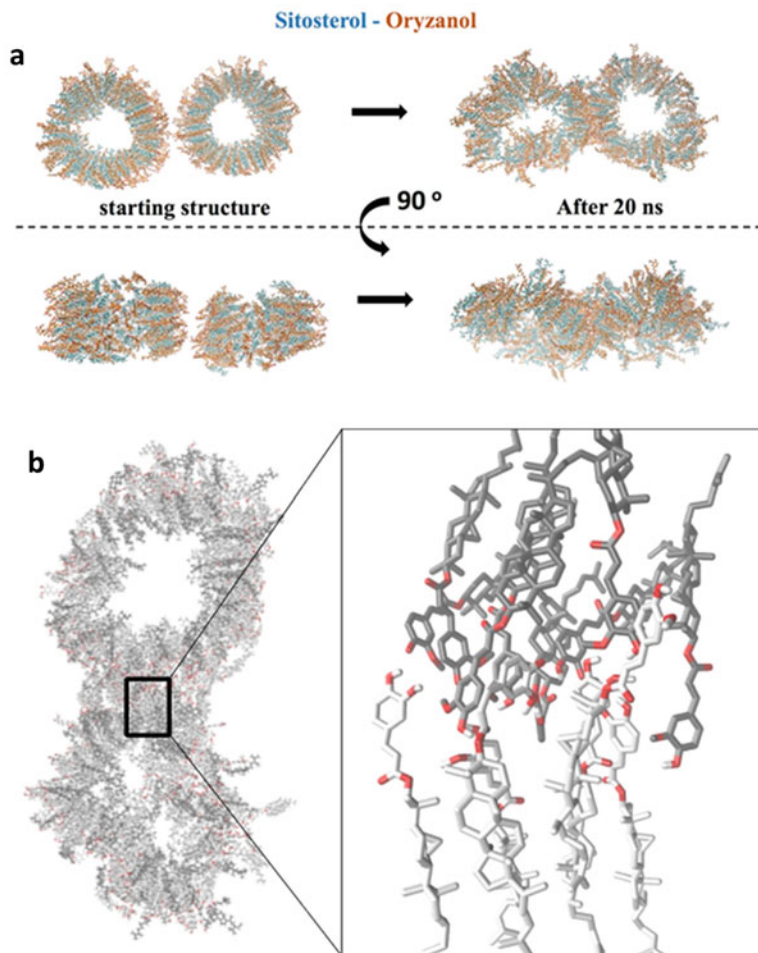 Sitosterol - Oryzanol
a
starting structure
90 º
After 20 ns
b